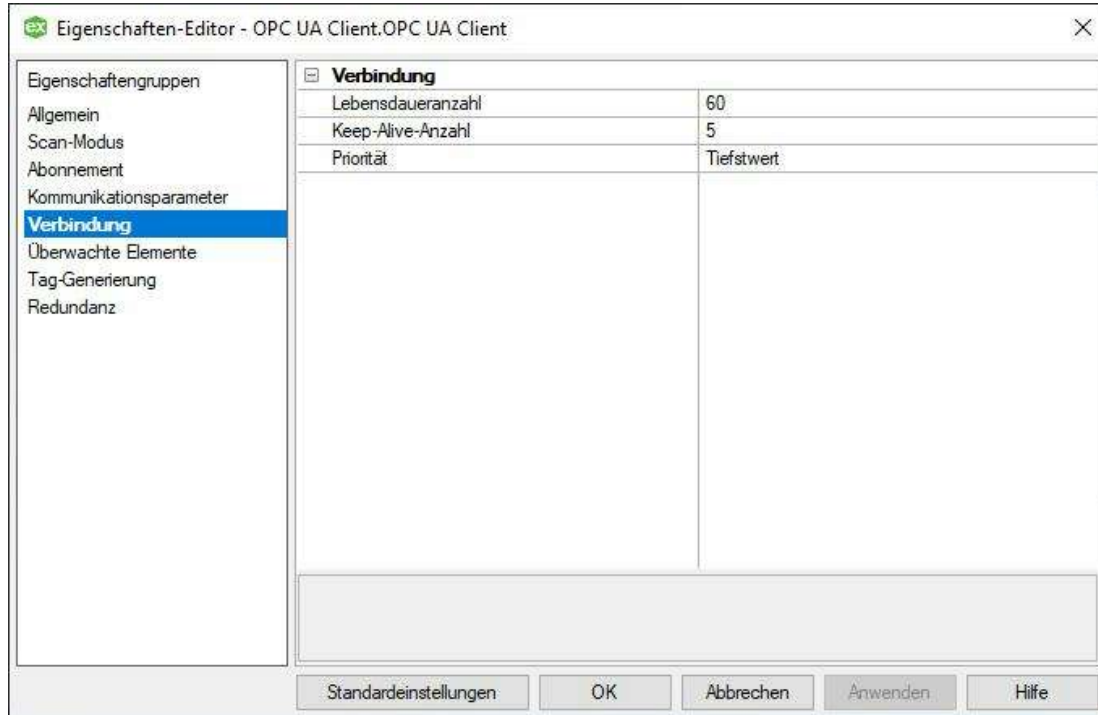 ex Eigenschaften-Editor - OPC UA Client.OPC UA Client
Eigenschaftengruppen
Allgemein
Scan-Modus
Abonnement
Kommunikationsparameter
Verbindung
Überwachte Elemente
Tag-Generierung
Redundanz
Verbindung
Lebensdaueranzahl 60
Keep-Alive-Anzahl 5
Priorität Tiefstwert
Standardeinstellungen OK Abbrechen Anwenden Hilfe